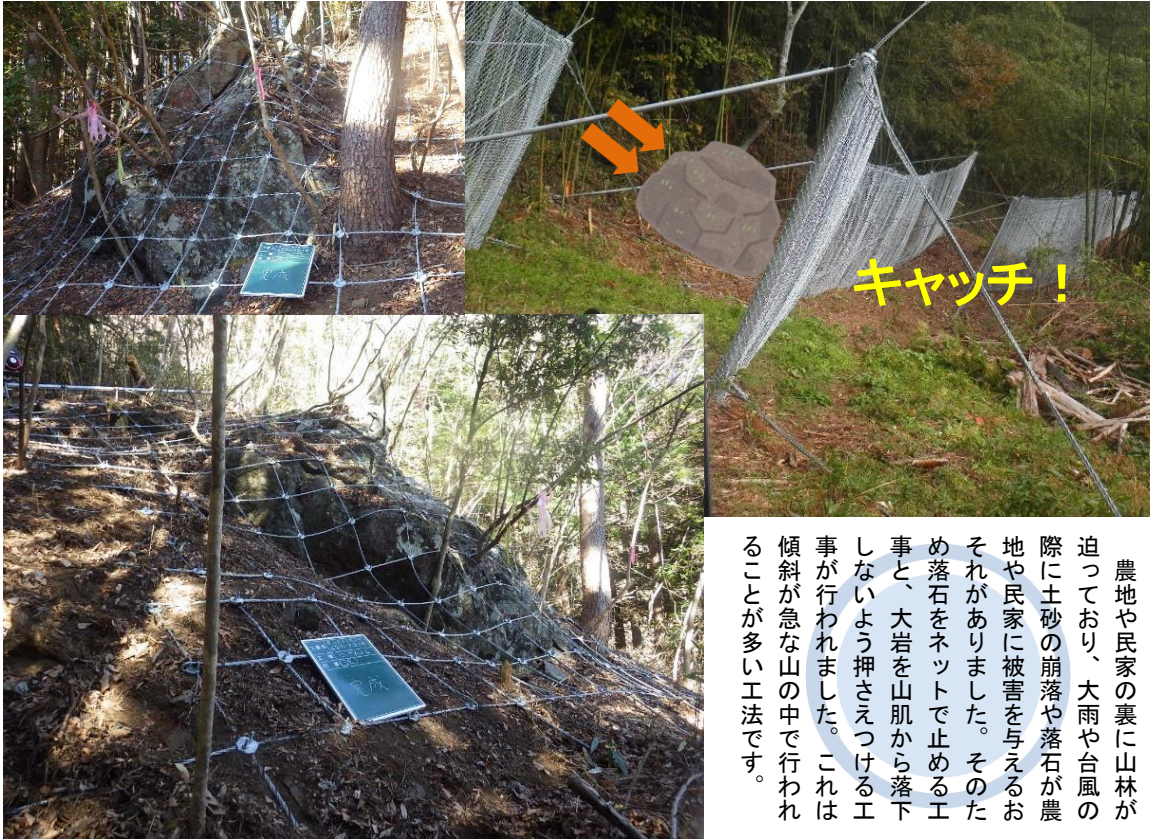 キャッチ！
農地や民家の裏に山林が
迫っており、大雨や台風の
際に土砂の崩落や落石が農
地や民家に被害を与えるお
それがありました。そのた
め落石をネットで止める工
事と、大岩を山肌から落下
しないよう押さえつける工
事が行われました。これは
傾斜が急な山の中で行われ
ることが多い工法です。
完成
完成